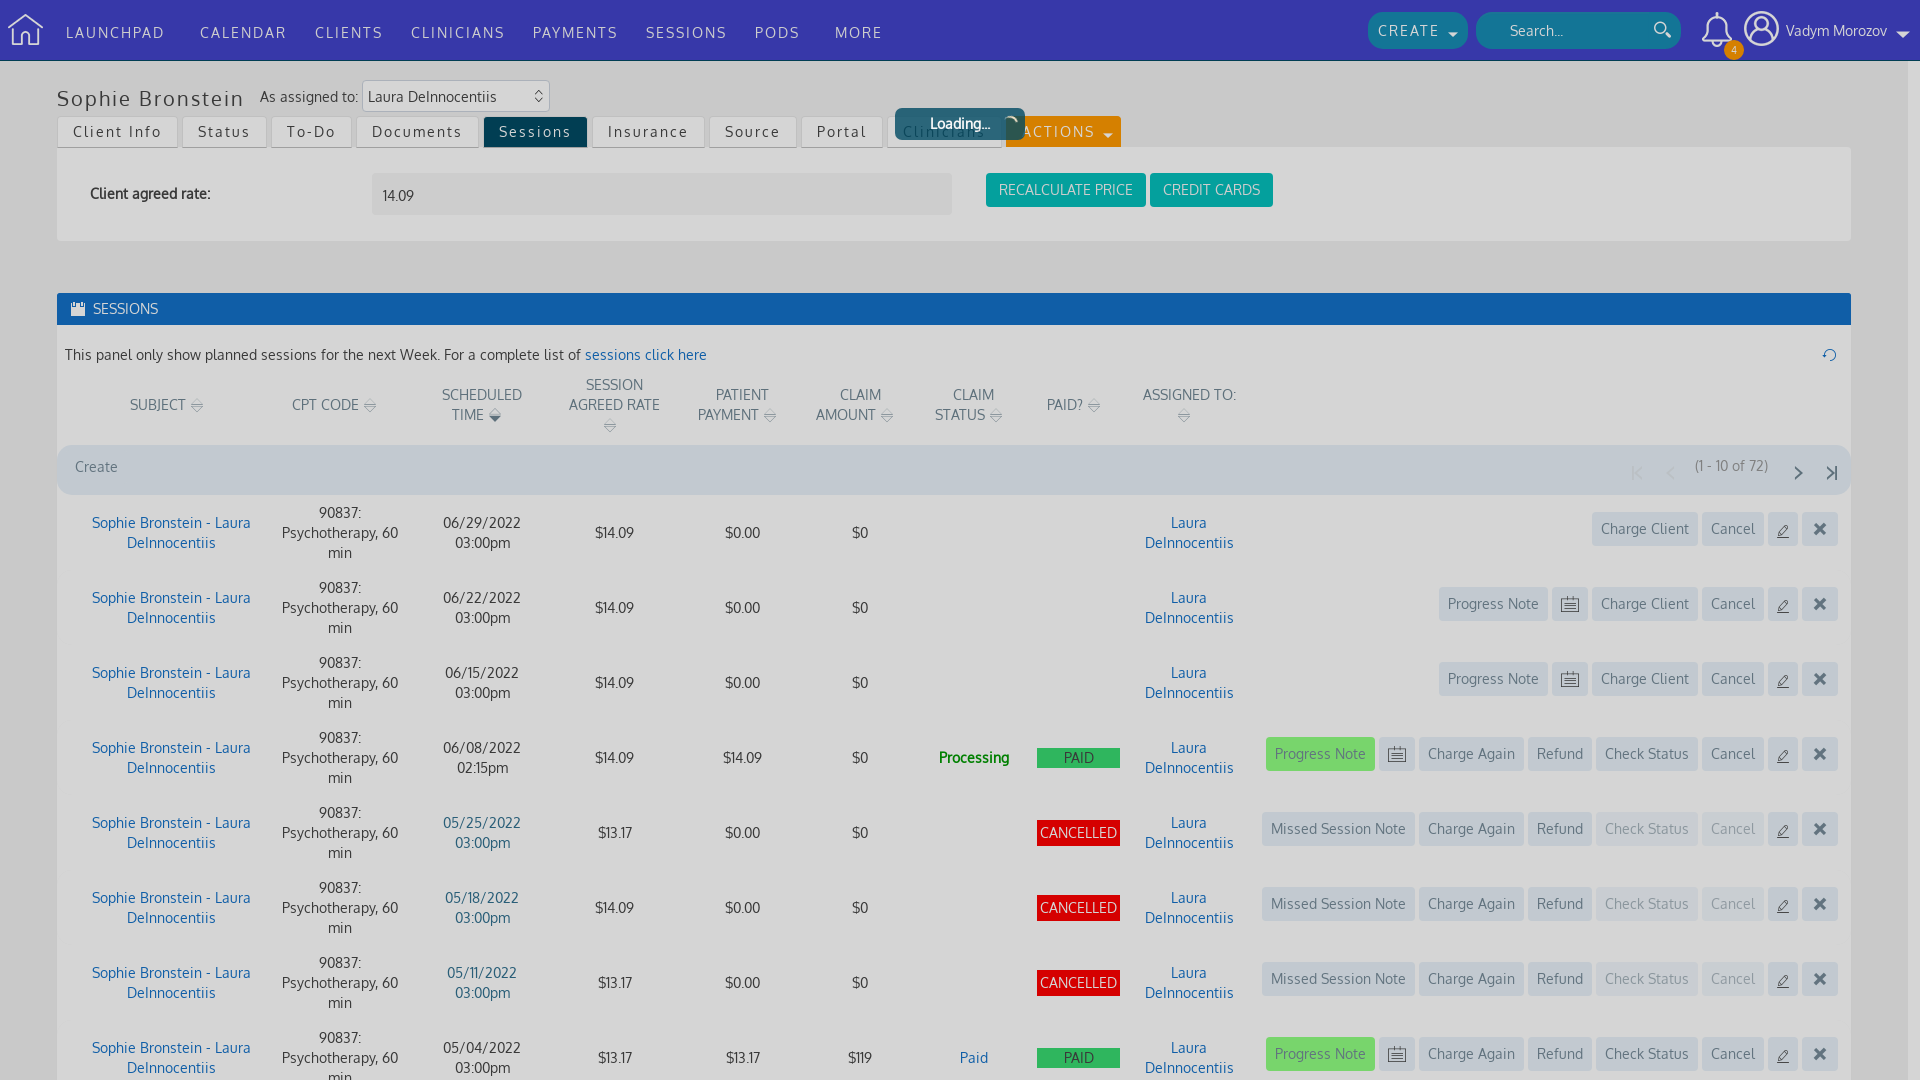 LAUNCHPAD CALENDAR CLIENTS CLINICIANS PAYMENTS SESSIONS PODS MORE CREATE Search... 4 Vadym Morozov
Sophie Bronstein As assigned to: Laura DeInnocentiis
Loading...
Client Info Status To-Do Documents Sessions Insurance Source Portal Clinicians ACTIONS
Client agreed rate: 14.09 RECALCULATE PRICE CREDIT CARDS
SESSIONS
This panel only show planned sessions for the next Week. For a complete list of sessions click here
SUBJECT CPT CODE SCHEDULED TIME SESSION AGREED RATE PATIENT PAYMENT CLAIM AMOUNT CLAIM STATUS PAID? ASSIGNED TO:
Create (1 - 10 of 72)
Sophie Bronstein - Laura DeInnocentiis 90837: Psychotherapy, 60 min 06/29/2022 03:00pm $14.09 $0.00 $0 Laura DeInnocentiis Charge Client Cancel
Sophie Bronstein - Laura DeInnocentiis 90837: Psychotherapy, 60 min 06/22/2022 03:00pm $14.09 $0.00 $0 Laura DeInnocentiis Progress Note Charge Client Cancel
Sophie Bronstein - Laura DeInnocentiis 90837: Psychotherapy, 60 min 06/15/2022 03:00pm $14.09 $0.00 $0 Laura DeInnocentiis Progress Note Charge Client Cancel
Sophie Bronstein - Laura DeInnocentiis 90837: Psychotherapy, 60 min 06/08/2022 02:15pm $14.09 $14.09 $0 Processing PAID Laura DeInnocentiis Progress Note Charge Again Refund Check Status Cancel
Sophie Bronstein - Laura DeInnocentiis 90837: Psychotherapy, 60 min 05/25/2022 03:00pm $13.17 $0.00 $0 CANCELLED Laura DeInnocentiis Missed Session Note Charge Again Refund Check Status Cancel
Sophie Bronstein - Laura DeInnocentiis 90837: Psychotherapy, 60 min 05/18/2022 03:00pm $14.09 $0.00 $0 CANCELLED Laura DeInnocentiis Missed Session Note Charge Again Refund Check Status Cancel
Sophie Bronstein - Laura DeInnocentiis 90837: Psychotherapy, 60 min 05/11/2022 03:00pm $13.17 $0.00 $0 CANCELLED Laura DeInnocentiis Missed Session Note Charge Again Refund Check Status Cancel
Sophie Bronstein - Laura DeInnocentiis 90837: Psychotherapy, 60 min 05/04/2022 03:00pm $13.17 $13.17 $119 Paid PAID Laura DeInnocentiis Progress Note Charge Again Refund Check Status Cancel